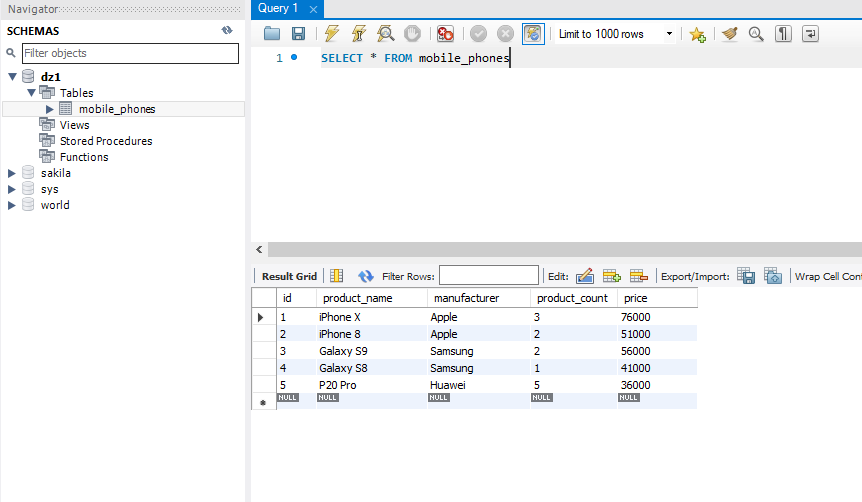 Navigator
SCHEMAS
Filter objects
dz1
Tables
mobile_phones
Views
Stored Procedures
Functions
sakila
sys
world
Query 1
Limit to 1000 rows
1 SELECT * FROM mobile_phones
Result Grid Filter Rows: Edit: Export/Import: Wrap Cell Cont
id product_name manufacturer product_count price
1 iPhone X Apple 3 76000
2 iPhone 8 Apple 2 51000
3 Galaxy S9 Samsung 2 56000
4 Galaxy S8 Samsung 1 41000
5 P20 Pro Huawei 5 36000
NULL NULL NULL NULL NULL